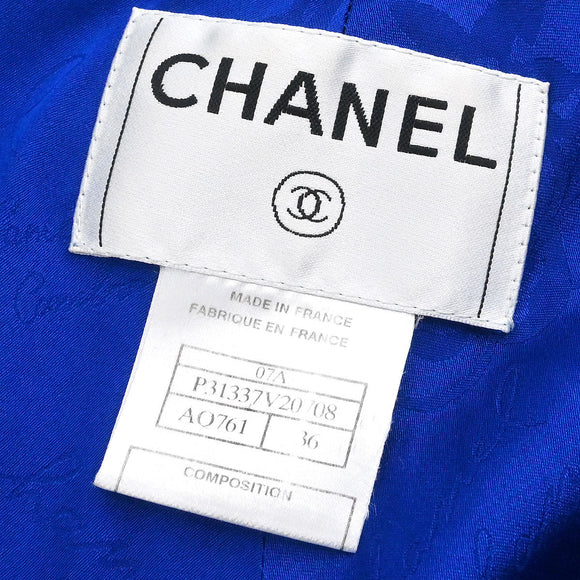 CHANEL
MADE IN FRANCE
FABRIQUE EN FRANCE
07A
P31337V20708
AO761 36
COMPOSITION